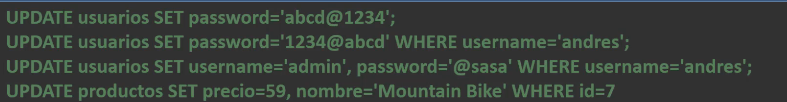 UPDATE usuarios SET password='abcd@1234';
UPDATE usuarios SET password='1234@abcd' WHERE username='andres';
UPDATE usuarios SET username='admin', password='@sasa' WHERE username='andres';
UPDATE productos SET precio=59, nombre='Mountain Bike' WHERE id=7